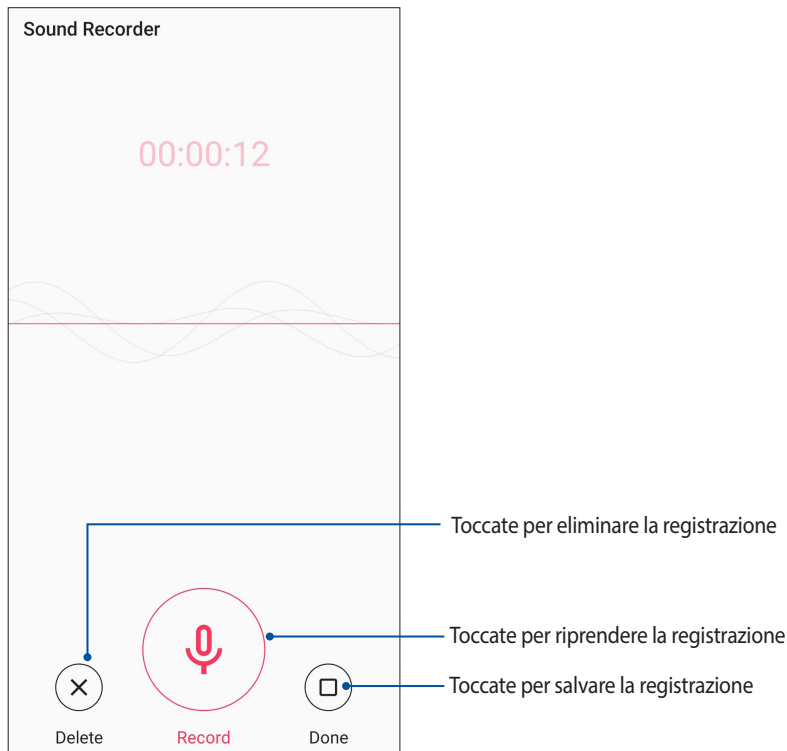 Sound Recorder
00:00:12
Toccate per eliminare la registrazione
Toccate per riprendere la registrazione
Toccate per salvare la registrazione
Delete
Record
Done